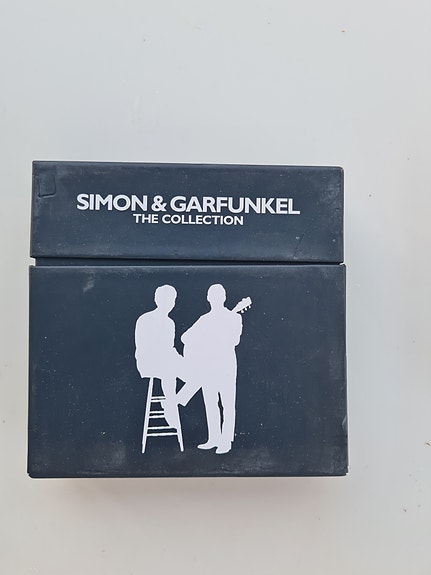 SIMON & GARFUNKEL
THE COLLECTION